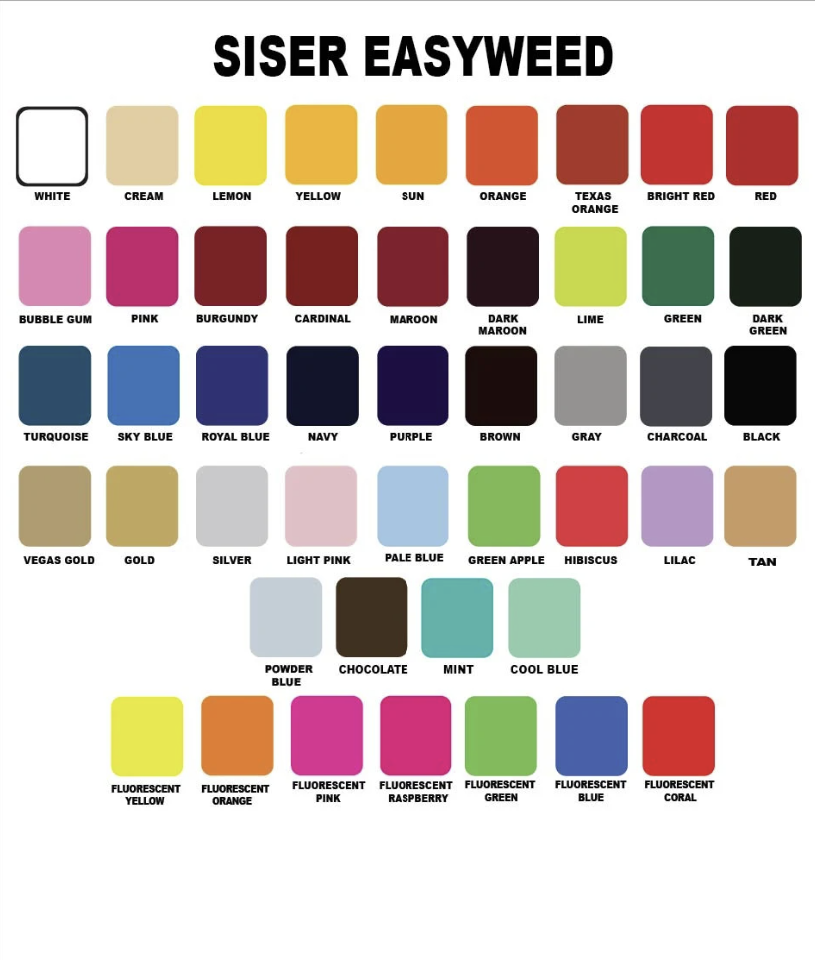 SISER EASYWEED
WHITE
CREAM
LEMON
YELLOW
SUN
ORANGE
TEXAS
ORANGE
BRIGHT RED
RED
BUBBLE GUM
PINK
BURGUNDY
CARDINAL
MAROON
DARK
MAROON
LIME
GREEN
DARK
GREEN
TURQUOISE
SKY BLUE
ROYAL BLUE
NAVY
PURPLE
BROWN
GRAY
CHARCOAL
BLACK
VEGAS GOLD
GOLD
SILVER
LIGHT PINK
PALE BLUE
GREEN APPLE
HIBISCUS
LILAC
TAN
POWDER
BLUE
CHOCOLATE
MINT
COOL BLUE
FLUORESCENT
YELLOW
FLUORESCENT
ORANGE
FLUORESCENT
PINK
FLUORESCENT
RASPBERRY
FLUORESCENT
GREEN
FLUORESCENT
BLUE
FLUORESCENT
CORAL